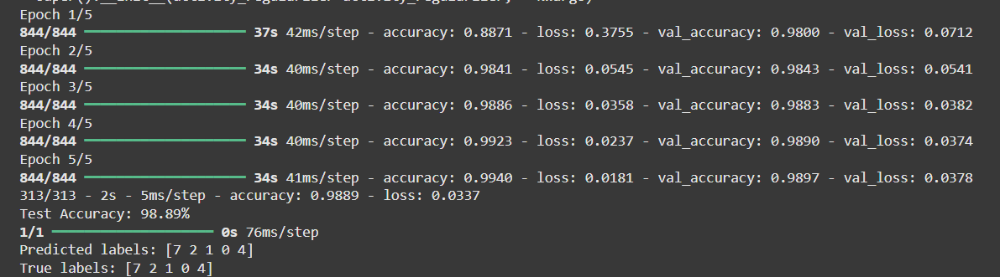 super().__init__(activity_regularizer=activity_regularizer, **kwargs)
Epoch 1/5
844/844 ━━━━━━━━━━━━━━━━━━━━ 37s 42ms/step - accuracy: 0.8871 - loss: 0.3755 - val_accuracy: 0.9800 - val_loss: 0.0712
Epoch 2/5
844/844 ━━━━━━━━━━━━━━━━━━━━ 34s 40ms/step - accuracy: 0.9841 - loss: 0.0545 - val_accuracy: 0.9843 - val_loss: 0.0541
Epoch 3/5
844/844 ━━━━━━━━━━━━━━━━━━━━ 34s 40ms/step - accuracy: 0.9886 - loss: 0.0358 - val_accuracy: 0.9883 - val_loss: 0.0382
Epoch 4/5
844/844 ━━━━━━━━━━━━━━━━━━━━ 34s 40ms/step - accuracy: 0.9923 - loss: 0.0237 - val_accuracy: 0.9890 - val_loss: 0.0374
Epoch 5/5
844/844 ━━━━━━━━━━━━━━━━━━━━ 34s 41ms/step - accuracy: 0.9940 - loss: 0.0181 - val_accuracy: 0.9897 - val_loss: 0.0378
313/313 - 2s - 5ms/step - accuracy: 0.9889 - loss: 0.0337
Test Accuracy: 98.89%
1/1 ━━━━━━━━━━━━━━━━━━━━ 0s 76ms/step
Predicted labels: [7 2 1 0 4]
True labels: [7 2 1 0 4]